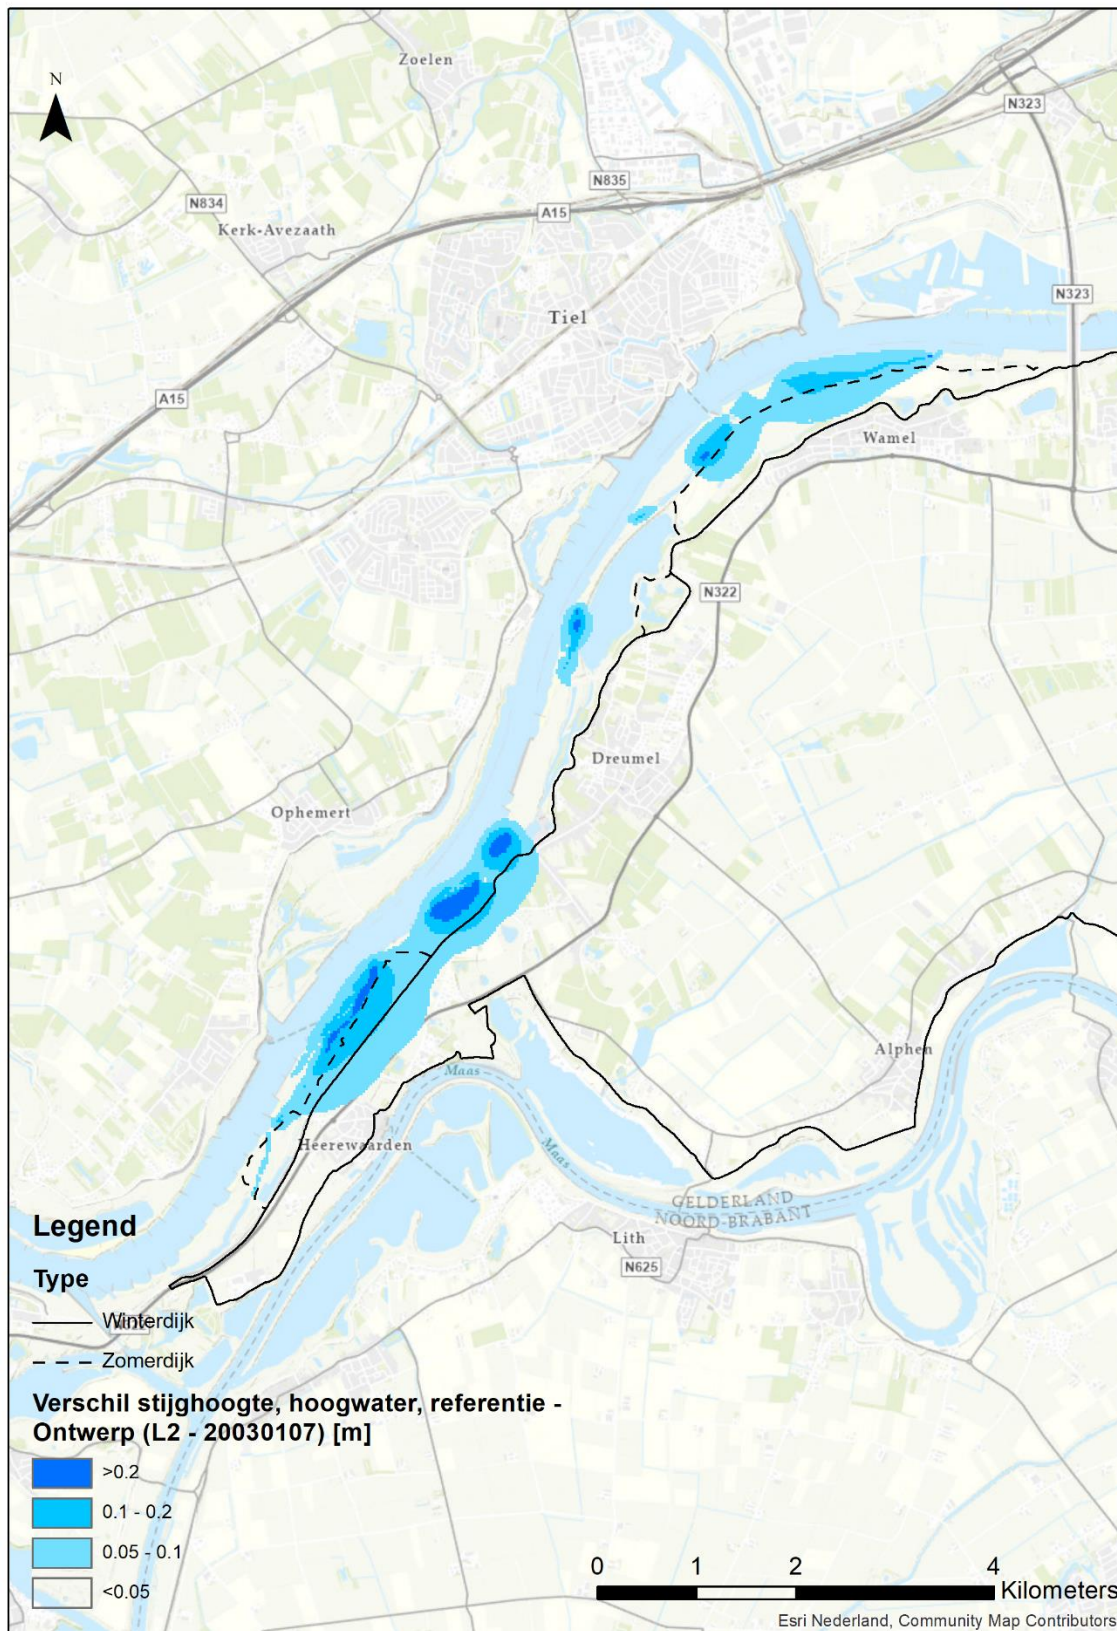 Zoelen
N
N323
N835
N834
A15
Kerk-Avezaath
N323
Tiel
A15
Wamel
N322
Dreumel
Ophemert
Alphen
Maas
Heerewaarden
Maas
GELDERLAND
NOORD-BRABANT
Lith
N625
Legend
Type
Winterdijk
Zomerdijk
Verschil stijghoogte, hoogwater, referentie -
Ontwerp (L2 - 20030107) [m]
>0.2
0.1 - 0.2
0.05 - 0.1
<0.05
0 1 2 4
Kilometers
Esri Nederland, Community Map Contributors